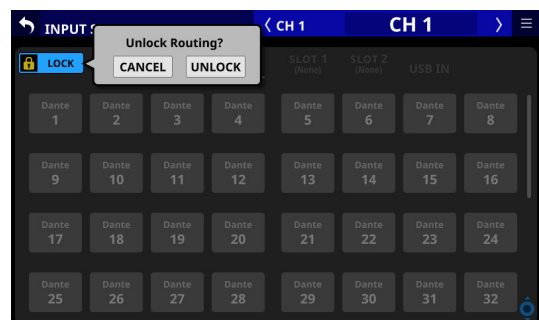 INPUT
CH 1
CH 1
Unlock Routing?
CANCEL UNLOCK
LOCK
SLOT 1
(None)
SLOT 2
(None)
USB IN
Dante 1
Dante 2
Dante 3
Dante 4
Dante 5
Dante 6
Dante 7
Dante 8
Dante 9
Dante 10
Dante 11
Dante 12
Dante 13
Dante 14
Dante 15
Dante 16
Dante 17
Dante 18
Dante 19
Dante 20
Dante 21
Dante 22
Dante 23
Dante 24
Dante 25
Dante 26
Dante 27
Dante 28
Dante 29
Dante 30
Dante 31
Dante 32